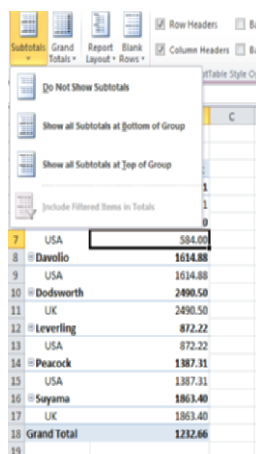 Subtotals Grand Totals Report Layout Blank Rows
Row Headers
Column Headers
Do Not Show Subtotals
Show all Subtotals at Bottom of Group
Show all Subtotals at Top of Group
Include Filtered Items in Totals
C
7 USA 584.00
8 Davolio 1614.88
9 USA 1614.88
10 Dodsworth 2490.50
11 UK 2490.50
12 Leverling 872.22
13 USA 872.22
14 Peacock 1387.31
15 USA 1387.31
16 Suyama 1863.40
17 UK 1863.40
18 Grand Total 1232.66
19